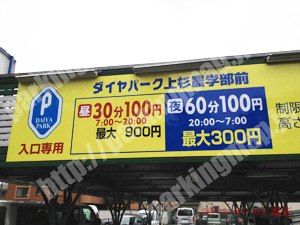 ダイヤパーク上杉農学部前
P
DAIYA
PARK
入口専用
昼30分100円
7:00~20:00
最大 900円
夜60分100円
20:00~7:00
最大300円
制限
高さ